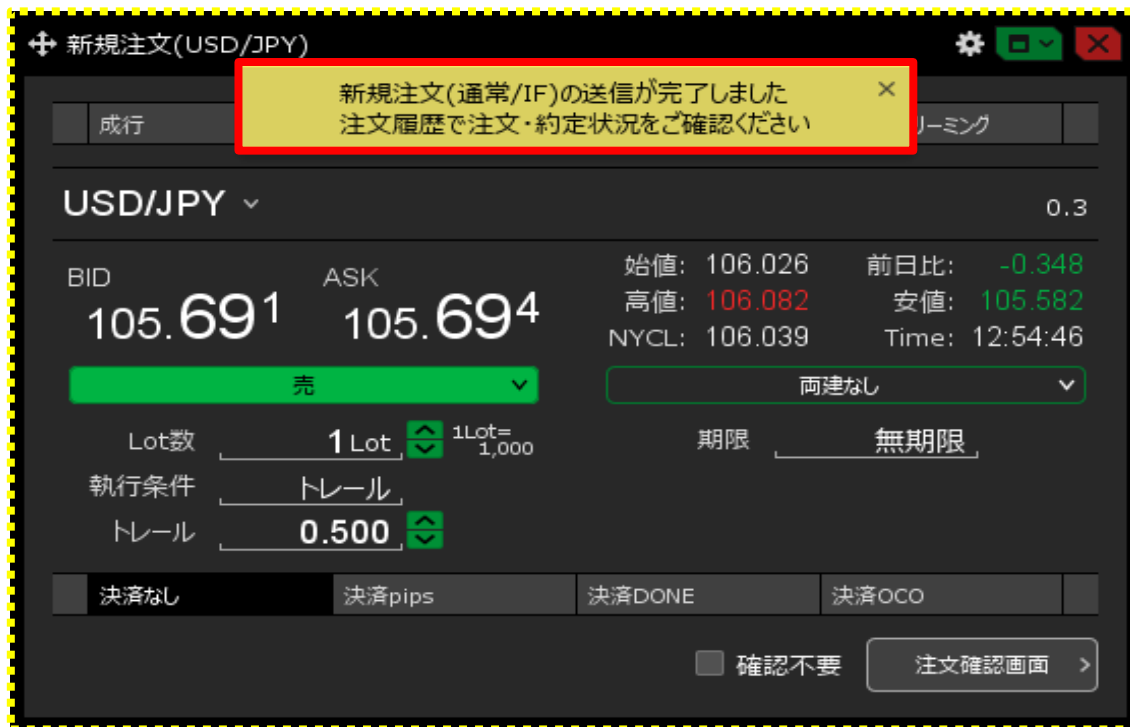 新規注文(USD/JPY)
新規注文(通常/IF)の送信が完了しました
注文履歴で注文・約定状況をご確認ください
成行
リーミング
USD/JPY
0.3
BID 105.691
ASK 105.694
始値: 106.026 前日比: -0.348
高値: 106.082 安値: 105.582
NYCL: 106.039 Time: 12:54:46
売
両建なし
Lot数 1 Lot 1Lot= 1,000
期限 無期限
執行条件 トレール
トレール 0.500
決済なし 決済pips 決済DONE 決済OCO
確認不要 注文確認画面